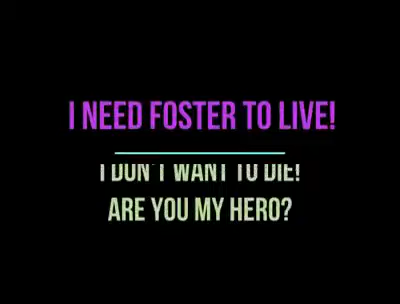 I NEED FOSTER TO LIVE!
I DON'T WANT TO DIE!
ARE YOU MY HERO?